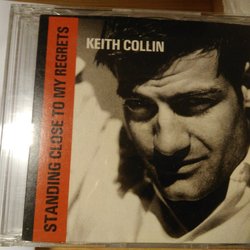 STANDING CLOSE TO MY REGRETS
KEITH COLLIN